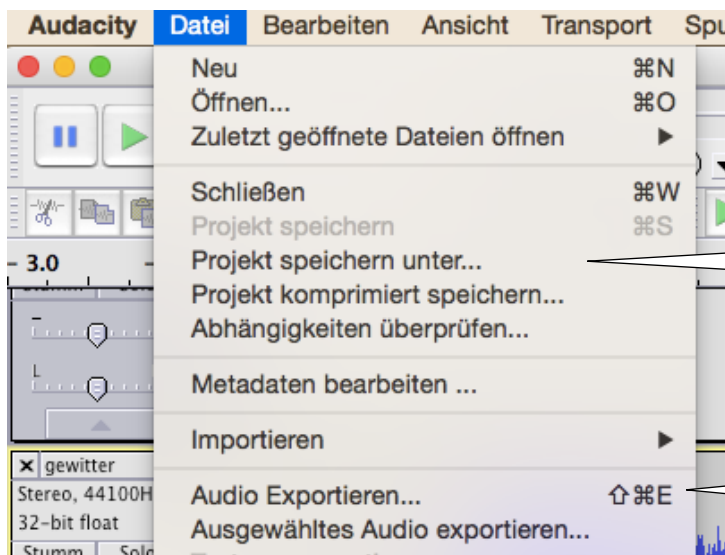 Audacity Datei Bearbeiten Ansicht Transport
Neu ⌘N
Öffnen... ⌘O
Zuletzt geöffnete Dateien öffnen ▶
Schließen ⌘W
Projekt speichern ⌘S
Projekt speichern unter...
- 3.0
Projekt komprimiert speichern...
Abhängigkeiten überprüfen...
L
Metadaten bearbeiten ...
Importieren ▶
gewitter
Stereo, 44100H
Audio Exportieren... ⇧⌘E
32-bit float
Ausgewähltes Audio exportieren...
Stumm Solo